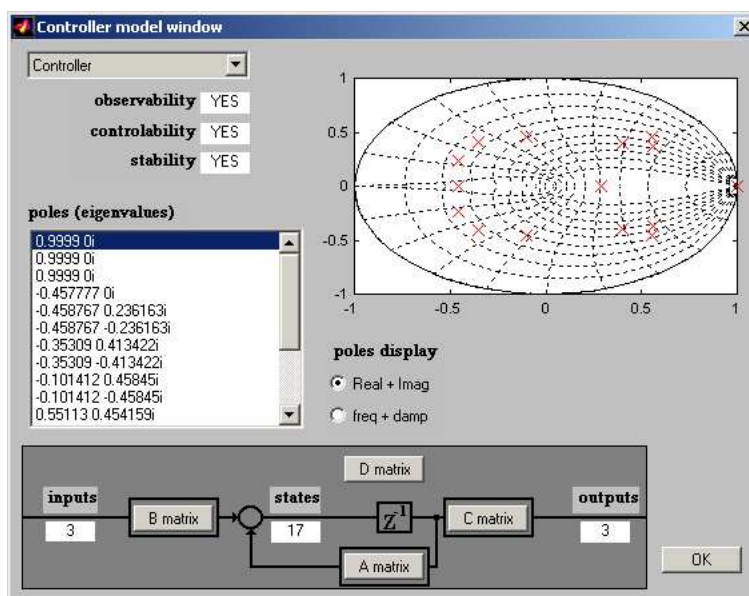 Controller model window
Controller
observability YES
controlability YES
stability YES
poles (eigenvalues)
0.9999 0i
0.9999 0i
0.9999 0i
-0.457777 0i
-0.458767 0.236163i
-0.458767 -0.236163i
-0.35309 0.413422i
-0.35309 -0.413422i
-0.101412 0.45845i
-0.101412 -0.45845i
0.55113 0.454159i
1
0.5
0
-0.5
-1
-1 -0.5 0 0.5 1
poles display
Real + Imag
freq + damp
D matrix
inputs
3
B matrix
states
17
Z-1
C matrix
outputs
3
A matrix
OK